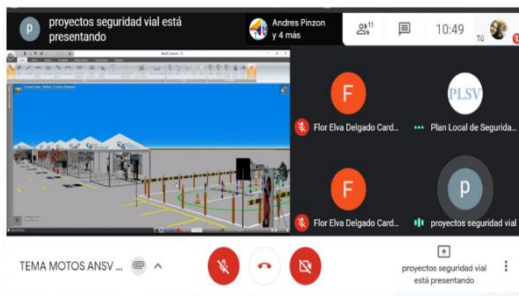 p
proyectos seguridad vial está
presentando
Andres Pinzon
y 4 más
11
10:49
Tú
F
Flor Elva Delgado Card...
PLSV
Plan Local de Segurida...
F
Flor Elva Delgado Card...
p
proyectos seguridad vial
TEMA MOTOS ANSV ...
proyectos seguridad vial
está presentando